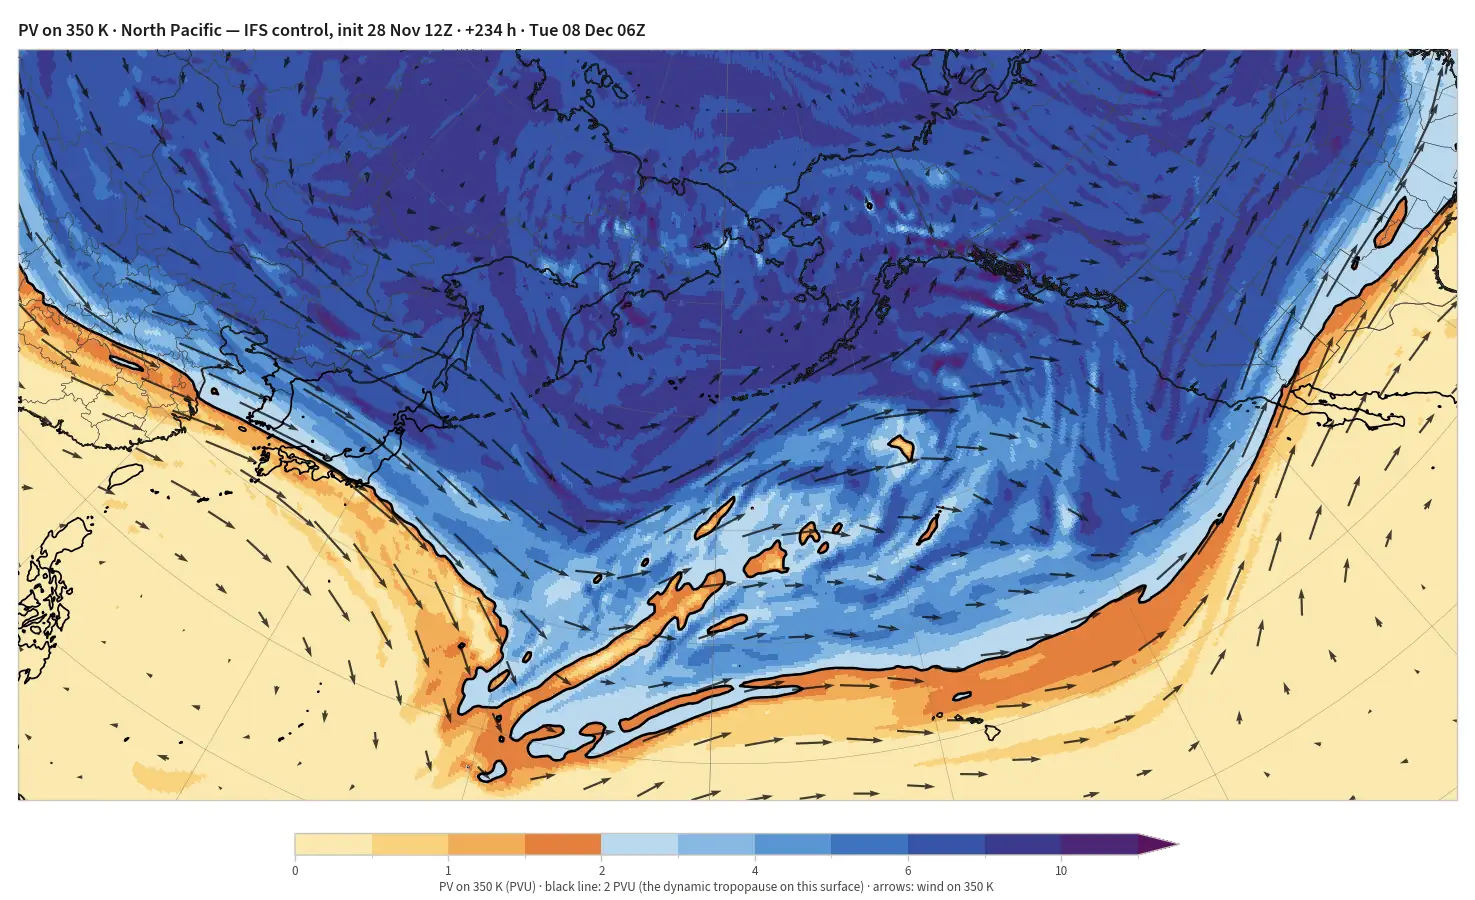 PV on 350 K · North Pacific — IFS control, init 28 Nov 12Z · +234 h · Tue 08 Dec 06Z
0 1 2 4 6 10
PV on 350 K (PVU) · black line: 2 PVU (the dynamic tropopause on this surface) · arrows: wind on 350 K